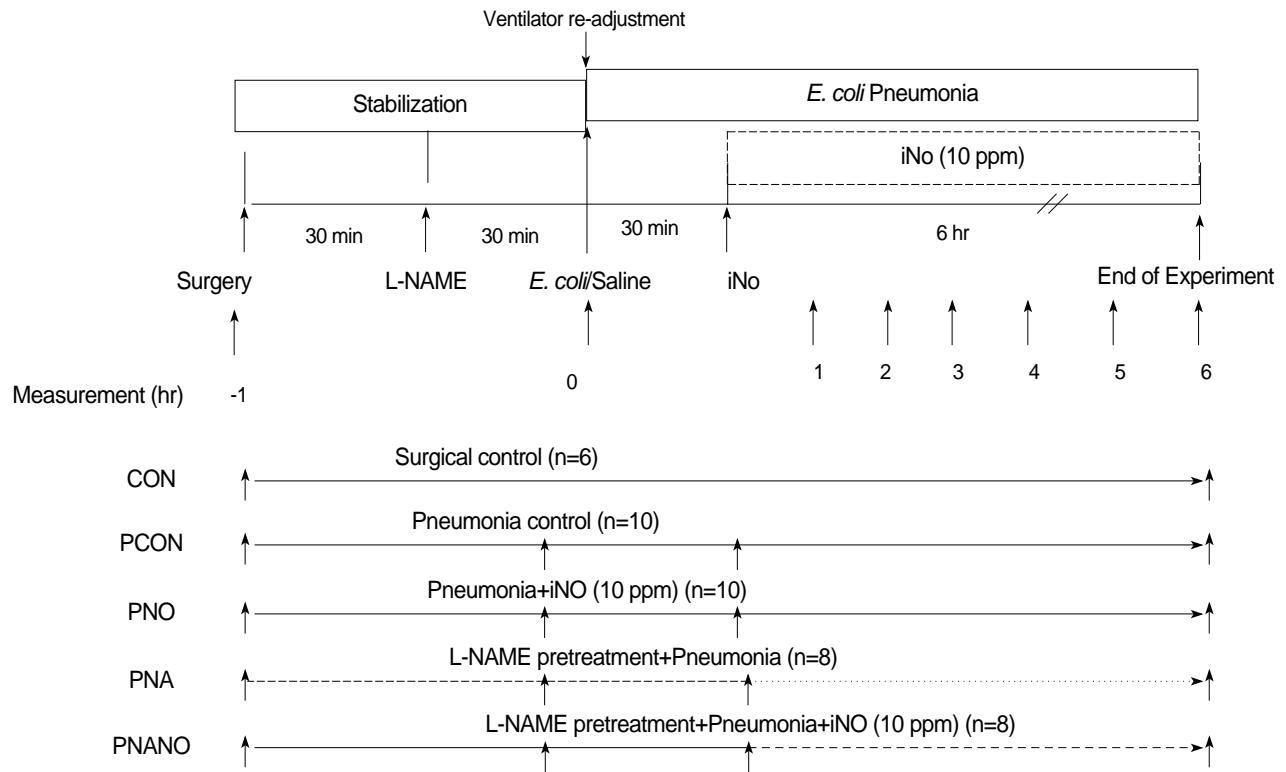 Ventilator re-adjustment
Stabilization
E. coli Pneumonia
iNo (10 ppm)
30 min
30 min
30 min
6 hr
Surgery
L-NAME
E. coli/Saline
iNo
End of Experiment
Measurement (hr)
-1
0
1
2
3
4
5
6
CON
Surgical control (n=6)
PCON
Pneumonia control (n=10)
PNO
Pneumonia+iNO (10 ppm) (n=10)
PNA
L-NAME pretreatment+Pneumonia (n=8)
PNANO
L-NAME pretreatment+Pneumonia+iNO (10 ppm) (n=8)